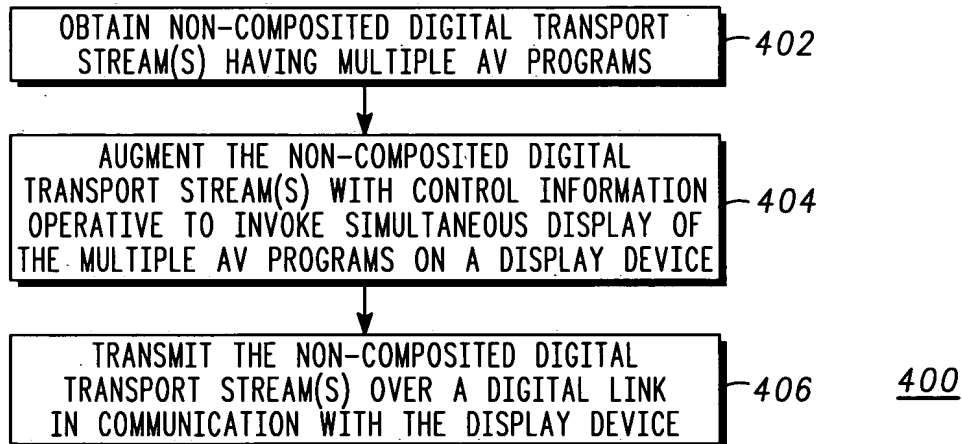 OBTAIN NON-COMPOSITED DIGITAL TRANSPORT
STREAM(S) HAVING MULTIPLE AV PROGRAMS
402
AUGMENT THE NON-COMPOSITED DIGITAL
TRANSPORT STREAM(S) WITH CONTROL INFORMATION
OPERATIVE TO INVOKE SIMULTANEOUS DISPLAY OF
THE MULTIPLE AV PROGRAMS ON A DISPLAY DEVICE
404
TRANSMIT THE NON-COMPOSITED DIGITAL
TRANSPORT STREAM(S) OVER A DIGITAL LINK
IN COMMUNICATION WITH THE DISPLAY DEVICE
406
400